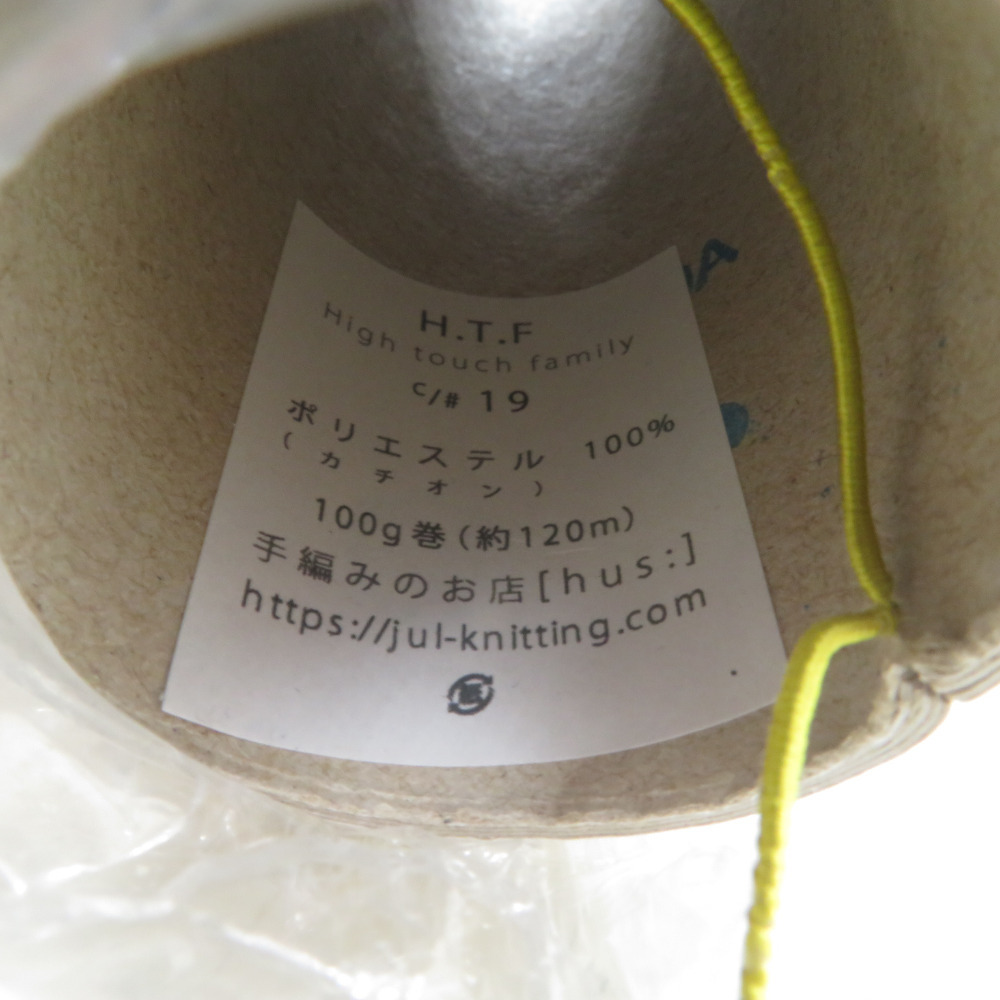 H.T.F
High touch family
c/# 19
ポリエステル 100%
(カチオン)
100g巻(約120m)
手編みのお店[hus:]
https://jul-knitting.com